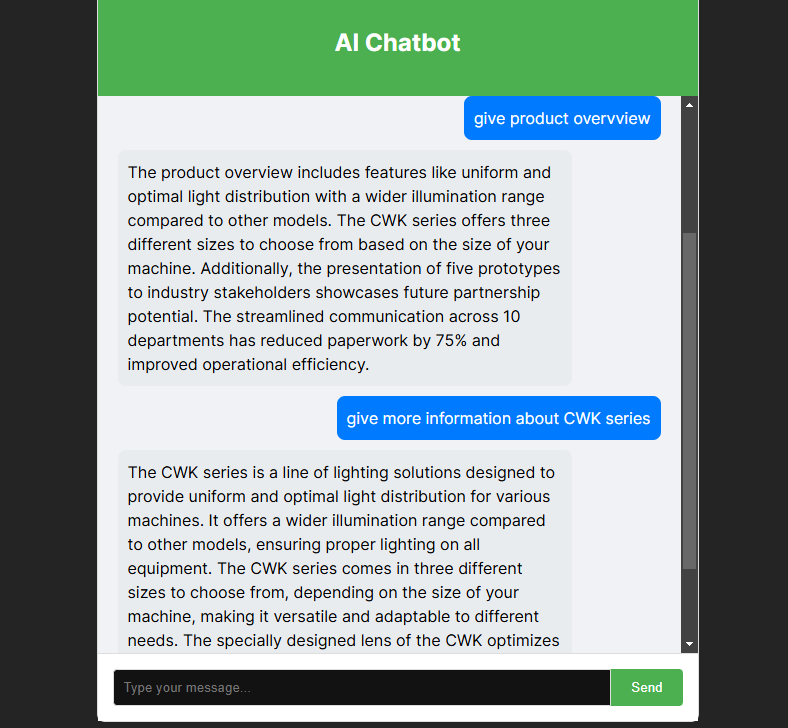 AI Chatbot
give product overvview
The product overview includes features like uniform and
optimal light distribution with a wider illumination range
compared to other models. The CWK series offers three
different sizes to choose from based on the size of your
machine. Additionally, the presentation of five prototypes
to industry stakeholders showcases future partnership
potential. The streamlined communication across 10
departments has reduced paperwork by 75% and
improved operational efficiency.
give more information about CWK series
The CWK series is a line of lighting solutions designed to
provide uniform and optimal light distribution for various
machines. It offers a wider illumination range compared
to other models, ensuring proper lighting on all
equipment. The CWK series comes in three different
sizes to choose from, depending on the size of your
machine, making it versatile and adaptable to different
needs. The specially designed lens of the CWK optimizes
Type your message...
Send